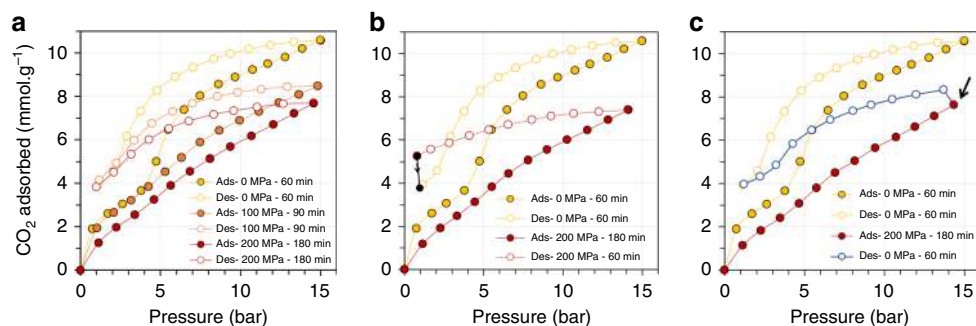 a
b
c
CO2 adsorbed (mmol.g−1)
10
8
6
4
2
0
Ads- 0 MPa - 60 min
Des- 0 MPa - 60 min
Ads- 100 MPa - 90 min
Des- 100 MPa - 90 min
Ads- 200 MPa - 180 min
Des- 200 MPa - 180 min
0
5
10
15
Pressure (bar)
10
8
6
4
2
0
Ads- 0 MPa - 60 min
Des- 0 MPa - 60 min
Ads- 200 MPa - 180 min
Des- 200 MPa - 60 min
0
5
10
15
Pressure (bar)
10
8
6
4
2
0
Ads- 0 MPa - 60 min
Des- 0 MPa - 60 min
Ads- 200 MPa - 180 min
Des- 0 MPa - 60 min
0
5
10
15
Pressure (bar)